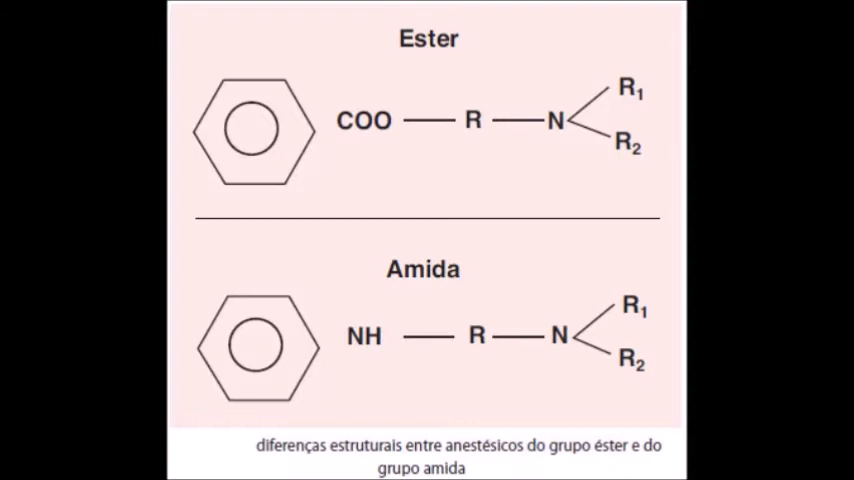 Ester
COO — R — N R₁
R₂
Amida
NH — R — N R₁
R₂
diferenças estruturais entre anestésicos do grupo éster e do
grupo amida